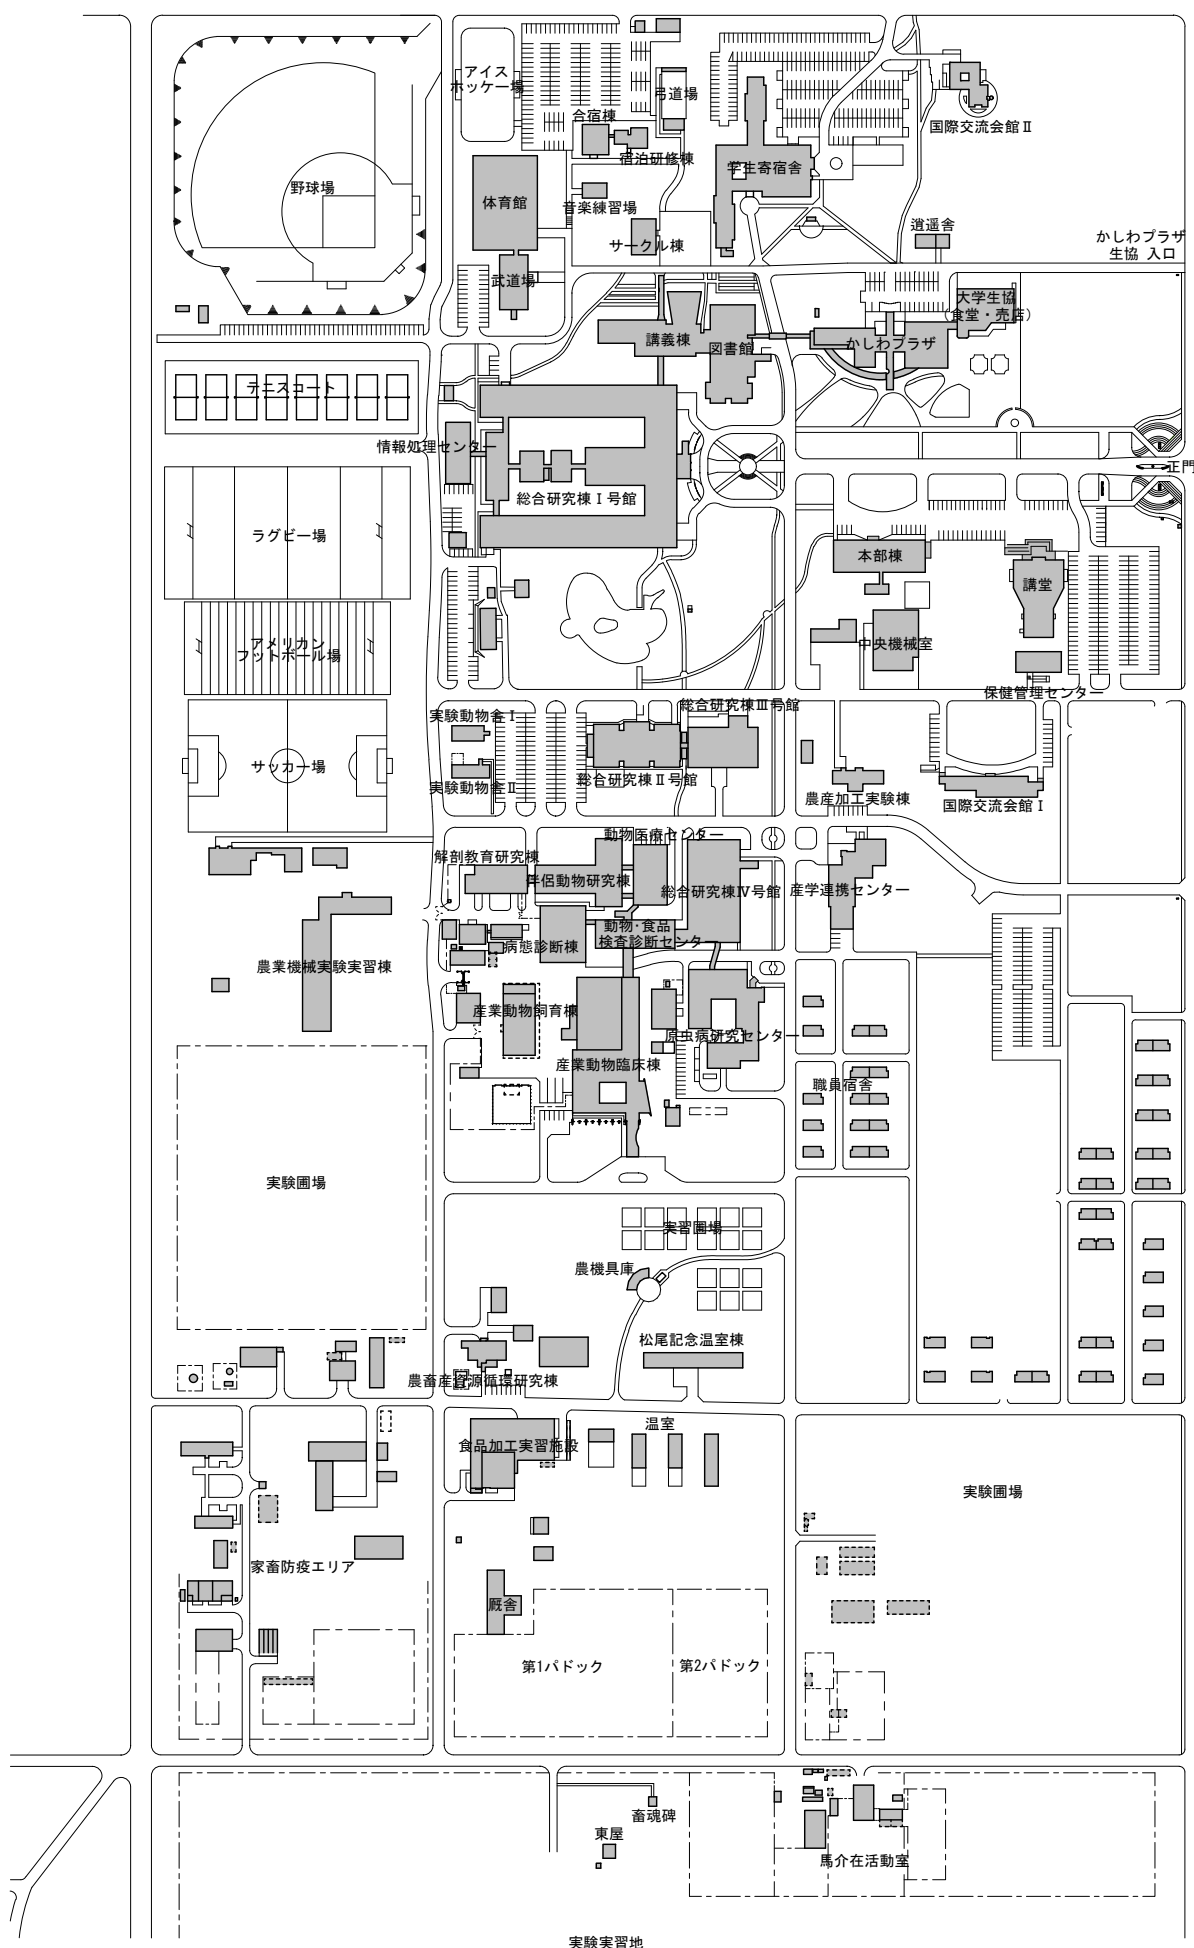 アイス
ホッケー場
弓道場
合宿棟
宿泊研修棟
国際交流会館Ⅱ
学生寄宿舎
野球場
体育館
音楽練習場
サークル棟
逍遥舎
かしわプラザ
生協 入口
武道場
大学生協
(食堂・売店)
講義棟
図書館
かしわプラザ
テニスコート
情報処理センター
正門
総合研究棟Ⅰ号館
ラグビー場
本部棟
講堂
アメリカン
フットボール場
中央機械室
保健管理センター
実験動物舎Ⅰ
総合研究棟Ⅲ号館
サッカー場
総合研究棟Ⅱ号館
実験動物舎Ⅱ
農産加工実験棟
国際交流会館Ⅰ
動物医療センター
解剖教育研究棟
伴侶動物研究棟
総合研究棟Ⅳ号館
産学連携センター
動物・食品
検査診断センター
病態診断棟
農業機械実験実習棟
産業動物飼育棟
原虫病研究センター
産業動物臨床棟
職員宿舎
実験圃場
実習圃場
農機具庫
松尾記念温室棟
農畜産資源循環研究棟
温室
食品加工実習施設
実験圃場
家畜防疫エリア
厩舎
第1パドック
第2パドック
畜魂碑
東屋
馬介在活動室
実験実習地